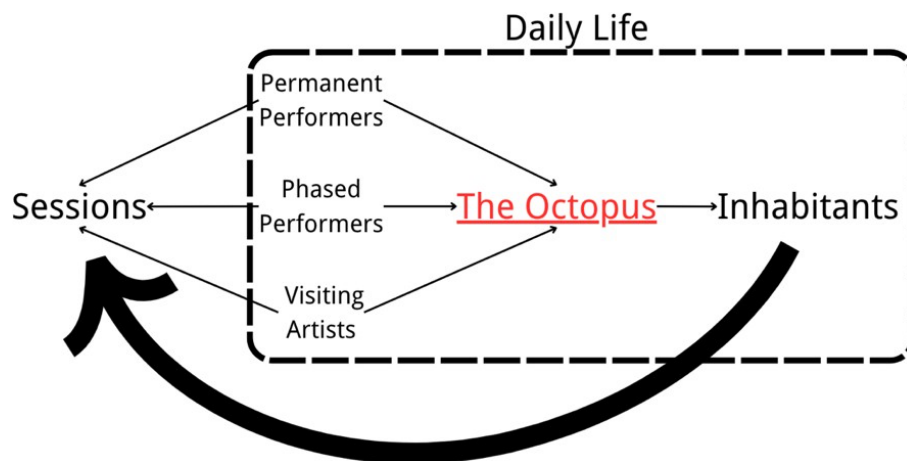 Daily Life
Permanent
Performers
Phased
Performers
Visiting
Artists
Sessions
The Octopus
Inhabitants